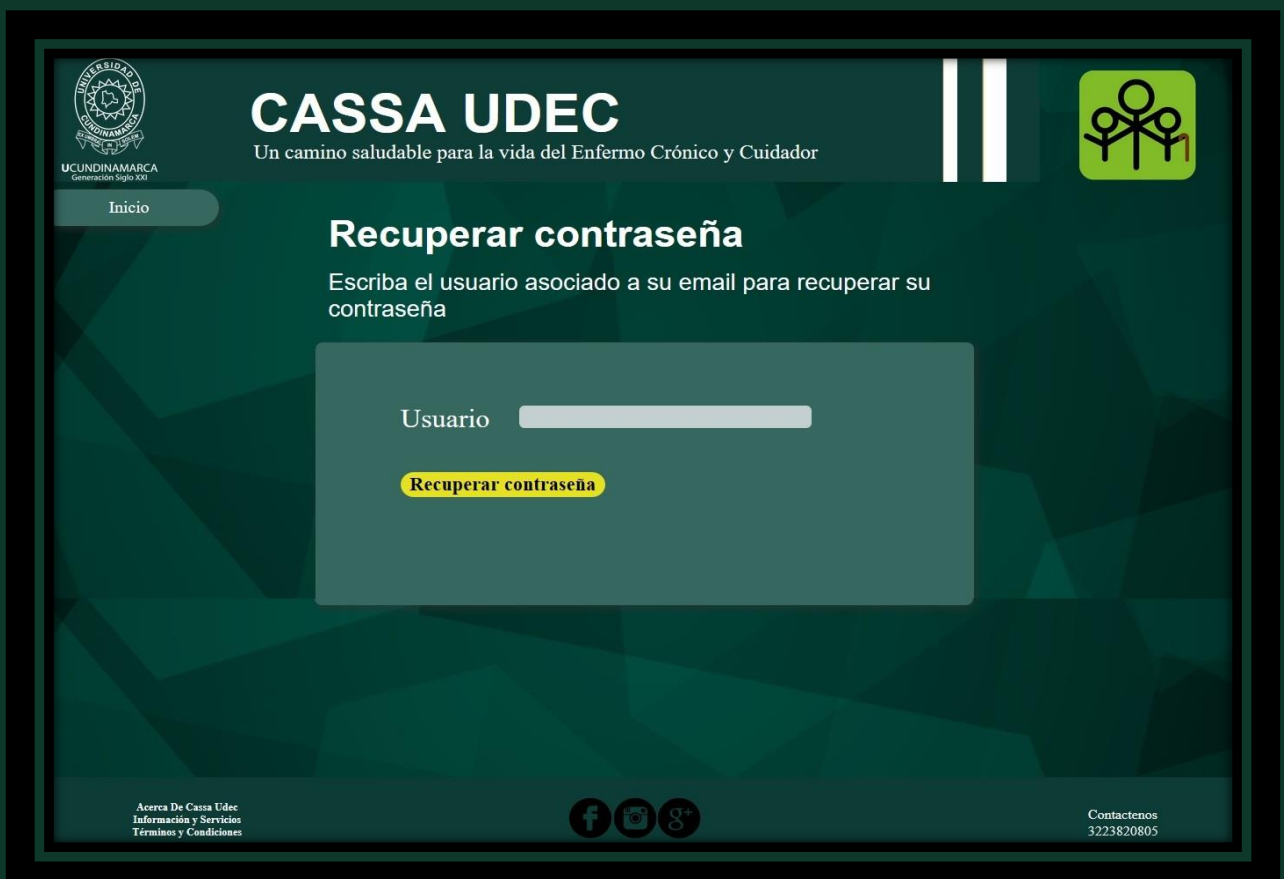 UNIVERSIDAD DE
CUNDINAMARCA
UCUNDINAMARCA
Generación Siglo XXI
CASSA UDEC
Un camino saludable para la vida del Enfermo Crónico y Cuidador
Inicio
Recuperar contraseña
Escriba el usuario asociado a su email para recuperar su
contraseña
Usuario
Recuperar contraseña
Acerca De Cassa Udec
Información y Servicios
Términos y Condiciones
f
g+
Contactenos
3223820805